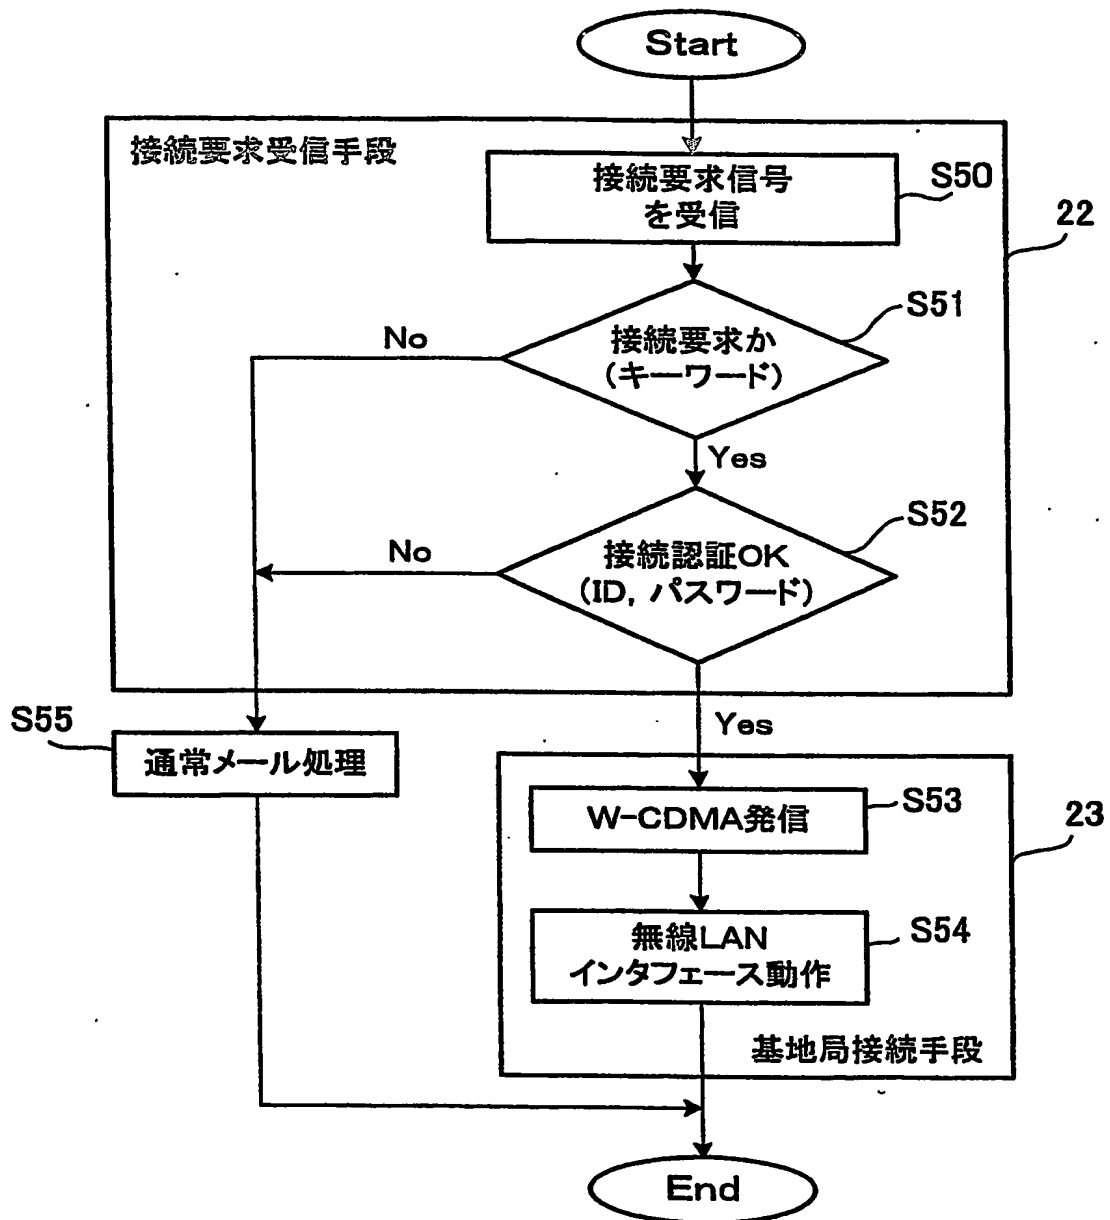 Start
接続要求受信手段
接続要求信号
を受信
S50
22
接続要求か
(キーワード)
S51
No
Yes
接続認証OK
(ID, パスワード)
S52
No
Yes
S55
通常メール処理
W-CDMA発信
S53
23
無線LAN
インタフェース動作
S54
基地局接続手段
End